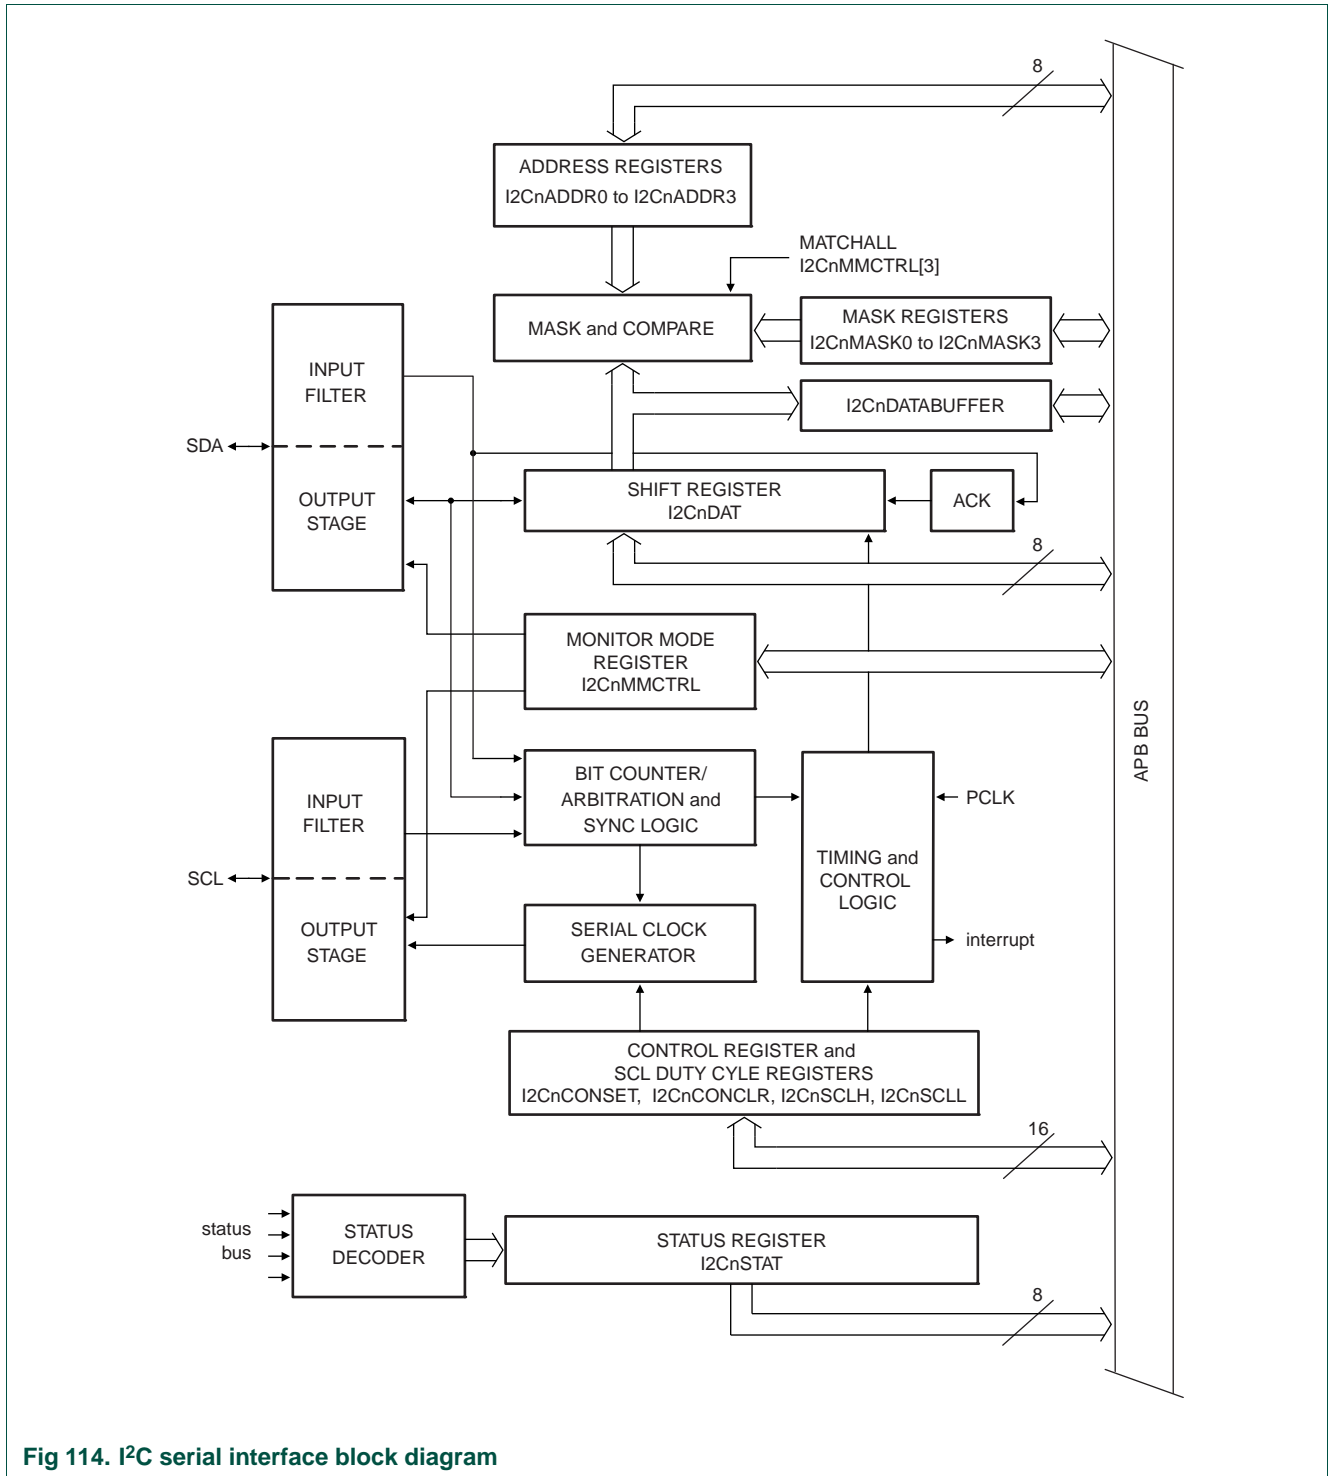 8
ADDRESS REGISTERS
I2CnADDR0 to I2CnADDR3
MATCHALL
I2CnMMCTRL[3]
MASK and COMPARE
MASK REGISTERS
I2CnMASK0 to I2CnMASK3
INPUT
FILTER
I2CnDATABUFFER
SDA
OUTPUT
STAGE
SHIFT REGISTER
I2CnDAT
ACK
8
MONITOR MODE
REGISTER
I2CnMMCTRL
APB BUS
INPUT
FILTER
BIT COUNTER/
ARBITRATION and
SYNC LOGIC
PCLK
TIMING and
CONTROL
LOGIC
SCL
OUTPUT
STAGE
SERIAL CLOCK
GENERATOR
interrupt
CONTROL REGISTER and
SCL DUTY CYLE REGISTERS
I2CnCONSET, I2CnCONCLR, I2CnSCLH, I2CnSCLL
16
status
bus
STATUS
DECODER
STATUS REGISTER
I2CnSTAT
8
Fig 114. I²C serial interface block diagram